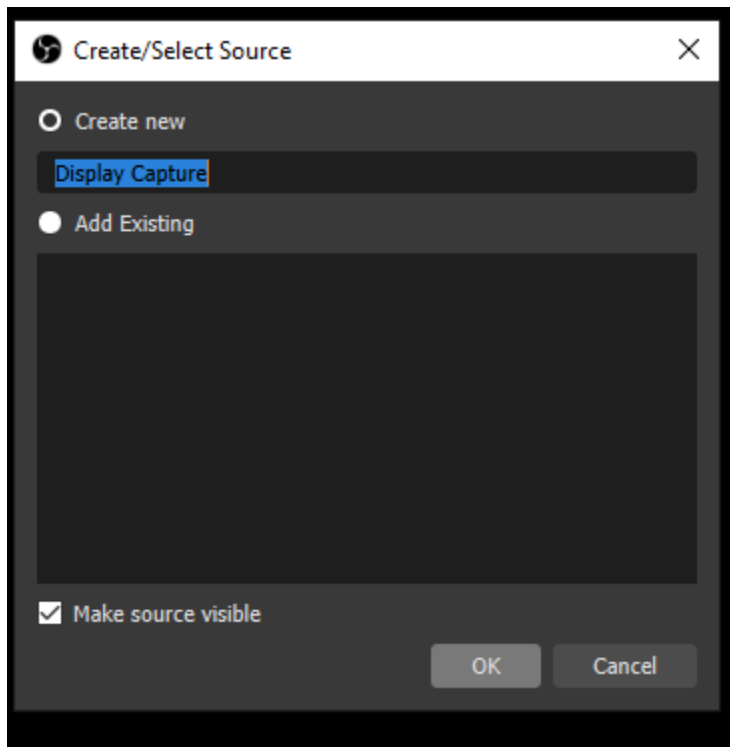 Create/Select Source
Create new
Display Capture
Add Existing
Make source visible
OK Cancel